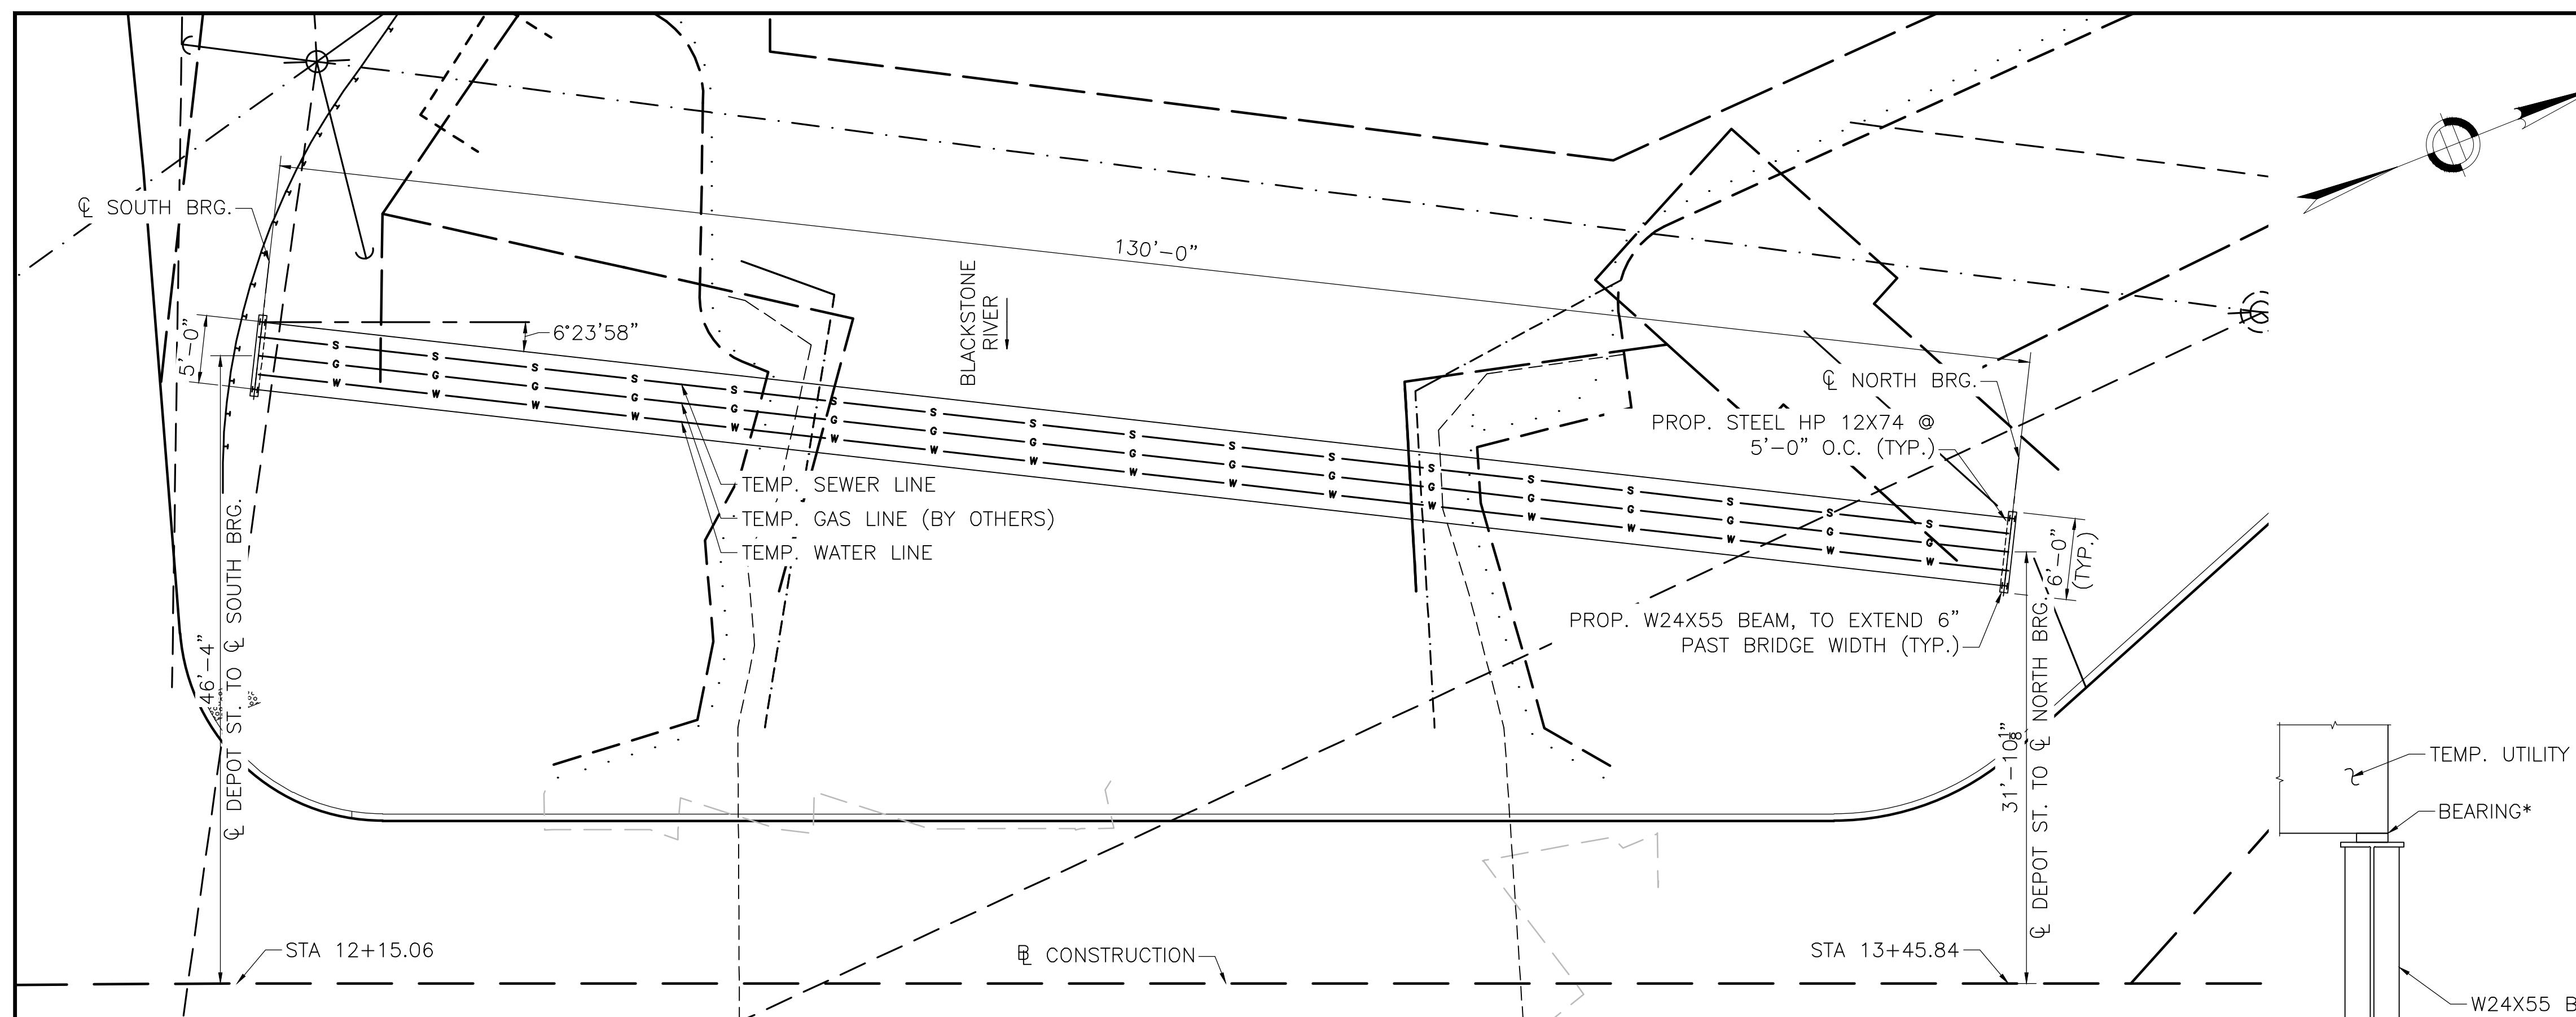 ℄ SOUTH BRG.
130'-0"
BLACKSTONE
RIVER
5'-0"
6°23'58"
S S S S S S S S S S S S S S S S S
G G G G G G G G G G G G G G G G G
W W W W W W W W W W W W W W W W W
℄ NORTH BRG.
PROP. STEEL HP 12X74 @
5'-0" O.C. (TYP.)
TEMP. SEWER LINE
TEMP. GAS LINE (BY OTHERS)
TEMP. WATER LINE
6'-0"
(TYP.)
PROP. W24X55 BEAM, TO EXTEND 6"
PAST BRIDGE WIDTH (TYP.)
46'-4"
℄ DEPOT ST. TO ℄ SOUTH BRG.
31'-10 1/8"
℄ DEPOT ST. TO ℄ NORTH BRG.
TEMP. UTILITY
BEARING*
STA 12+15.06
BL CONSTRUCTION
STA 13+45.84
W24X55 B